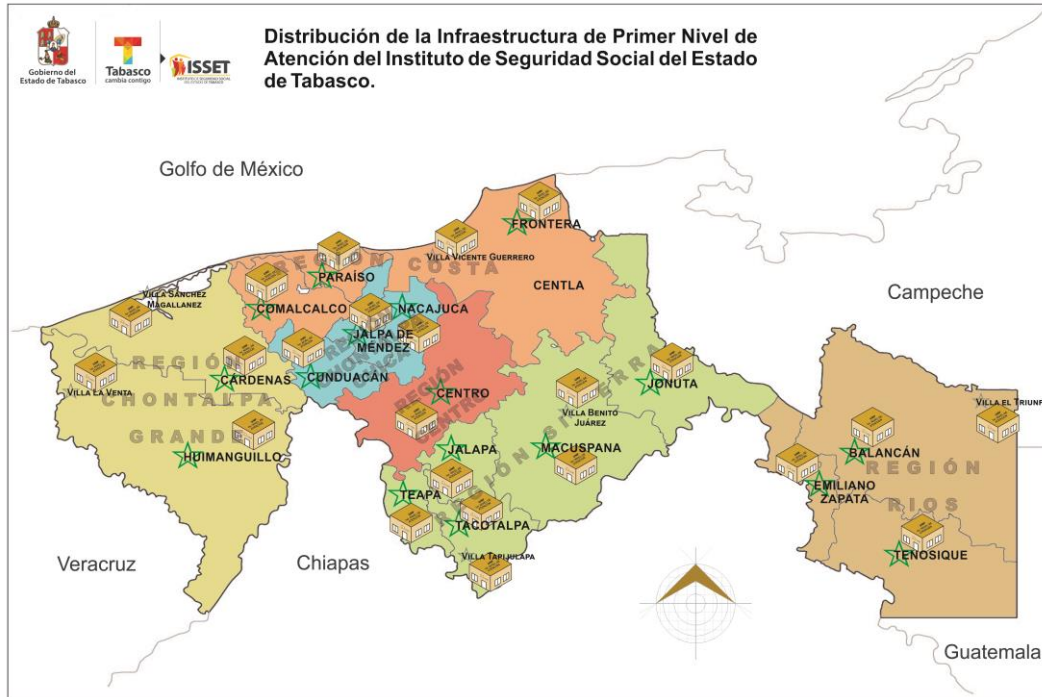 Gobierno del
Estado de Tabasco
Tabasco
cambia contigo
ISSET
Distribución de la Infraestructura de Primer Nivel de
Atención del Instituto de Seguridad Social del Estado
de Tabasco.
Golfo de México
FRONTERA
VILLA VICENTE GUERRERO
REGIÓN
COSTA
PARAÍSO
CENTLA
Campeche
VILLA SÁNCHEZ
MAGALLANEZ
COMALCALCO
NACAJUCA
JALPA DE
MÉNDEZ
REGIÓN
CHONTALPA
GRANDE
VILLA LA VENTA
CÁRDENAS
CUNDUACÁN
REGIÓN
CENTRO
CENTRO
JONUTA
VILLA BENITO
JUÁREZ
VILLA EL TRIUNF
HUIMANGUILLO
JALAPA
MACUSPANA
BALANCÁN
REGIÓN
RIOS
EMILIANO
ZAPATA
TEAPA
REGIÓN
SIERRA
TACOTALPA
TENOSIQUE
VILLA TAPIJULAPA
Veracruz
Chiapas
Guatemala